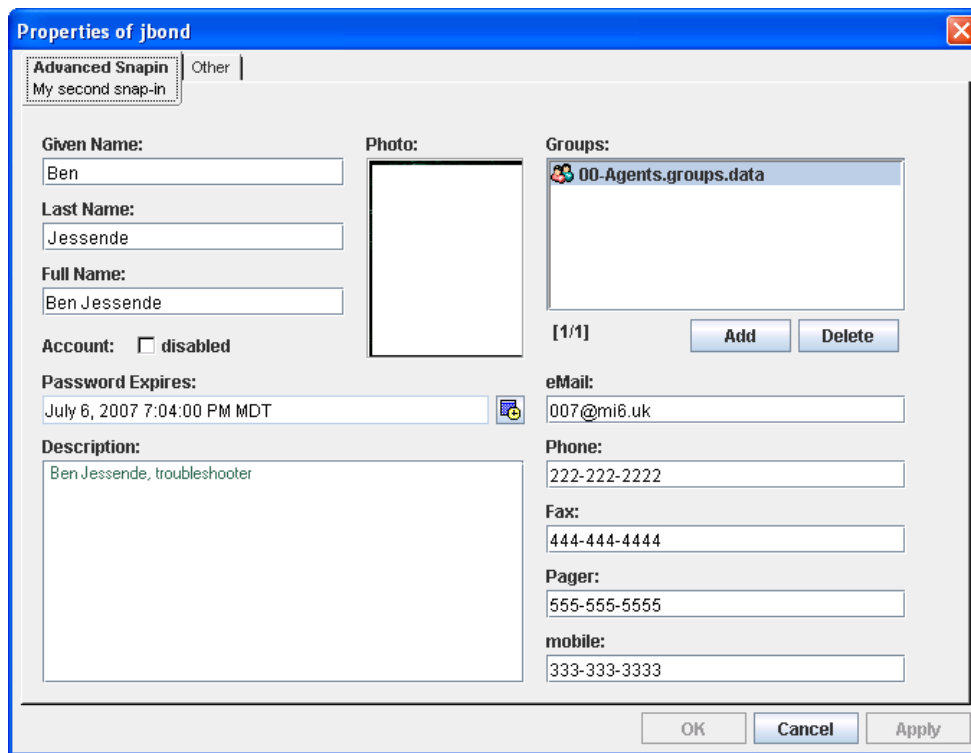 Properties of jbond
Advanced Snapin
My second snap-in
Other
Given Name:
Ben
Last Name:
Jessende
Full Name:
Ben Jessende
Account: disabled
Photo:
Groups:
00-Agents.groups.data
[1/1]
Add
Delete
Password Expires:
July 6, 2007 7:04:00 PM MDT
Description:
Ben Jessende, troubleshooter
eMail:
007@mi6.uk
Phone:
222-222-2222
Fax:
444-444-4444
Pager:
555-555-5555
mobile:
333-333-3333
OK
Cancel
Apply